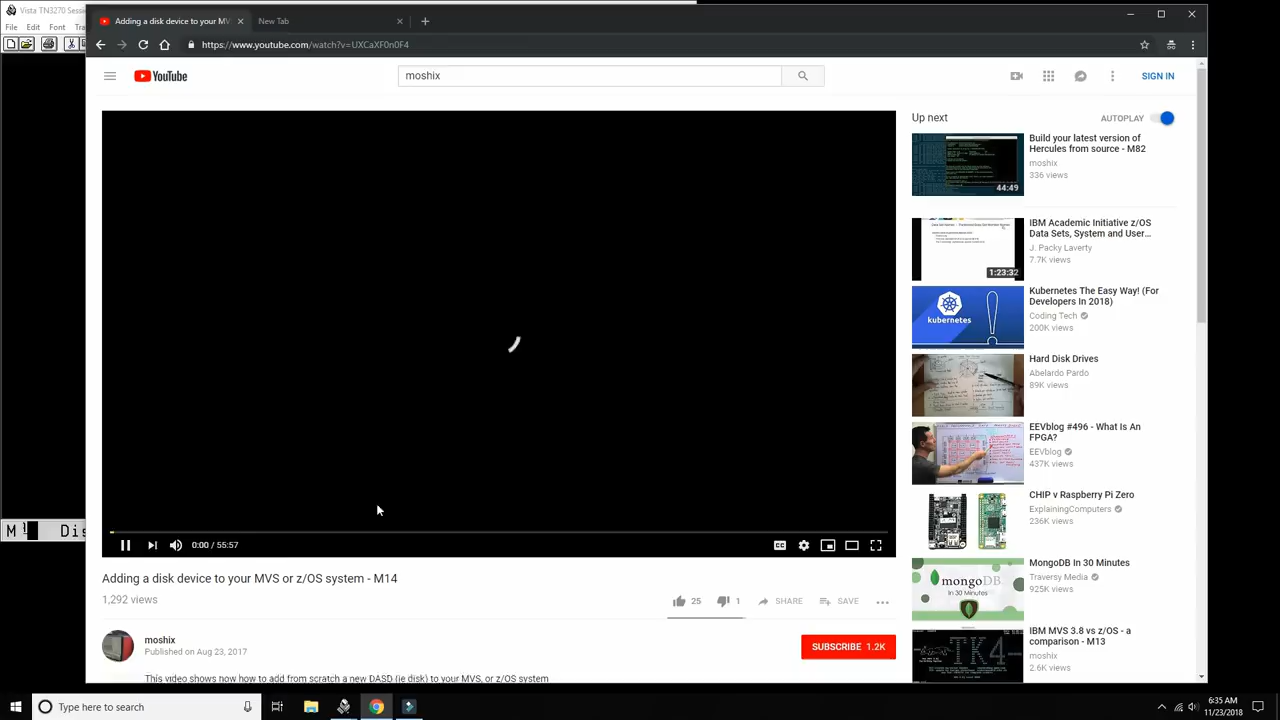 Vista TN3270 Sessi
File Edit Font Tra
Adding a disk device to your MV
New Tab
https://www.youtube.com/watch?v=UXCaXF0n0F4
YouTube
moshix
SIGN IN
Up next
AUTOPLAY
44:49
Build your latest version of
Hercules from source - M82
moshix
336 views
1:23:32
IBM Academic Initiative z/OS
Data Sets, System and User...
J. Packy Laverty
7.7K views
kubernetes
Kubernetes The Easy Way! (For
Developers In 2018)
Coding Tech
200K views
Hard Disk Drives
Abelardo Pardo
89K views
EEVblog #496 - What Is An
FPGA?
EEVblog
437K views
CHIP v Raspberry Pi Zero
ExplainingComputers
236K views
mongoDB
MongoDB In 30 Minutes
Traversy Media
925K views
TK4-
IBM MVS 3.8 vs z/OS - a
comparison - M13
moshix
2.6K views
M
Dis
0:00 / 55:57
CC
Adding a disk device to your MVS or z/OS system - M14
1,292 views
25
1
SHARE
SAVE
moshix
Published on Aug 23, 2017
SUBSCRIBE 1.2K
This video shows how to add from scratch a new DASD device to your MVS, or z/OS system
Type here to search
6:35 AM
11/23/2018